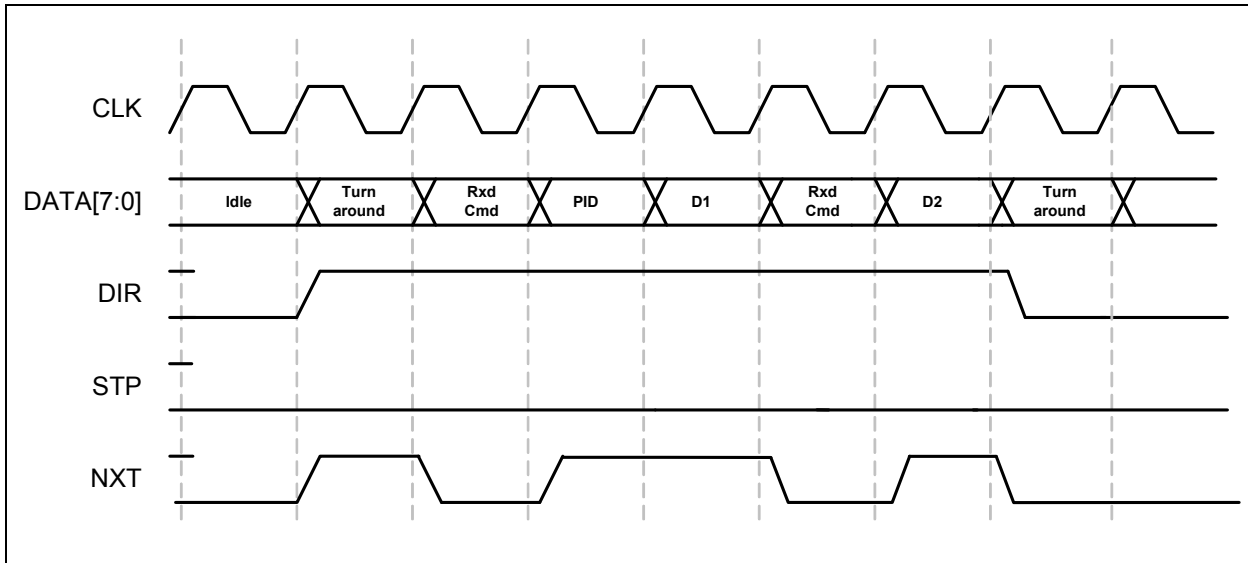 CLK
DATA[7:0]
Idle
Turn
around
Rxd
Cmd
PID
D1
Rxd
Cmd
D2
Turn
around
DIR
STP
NXT